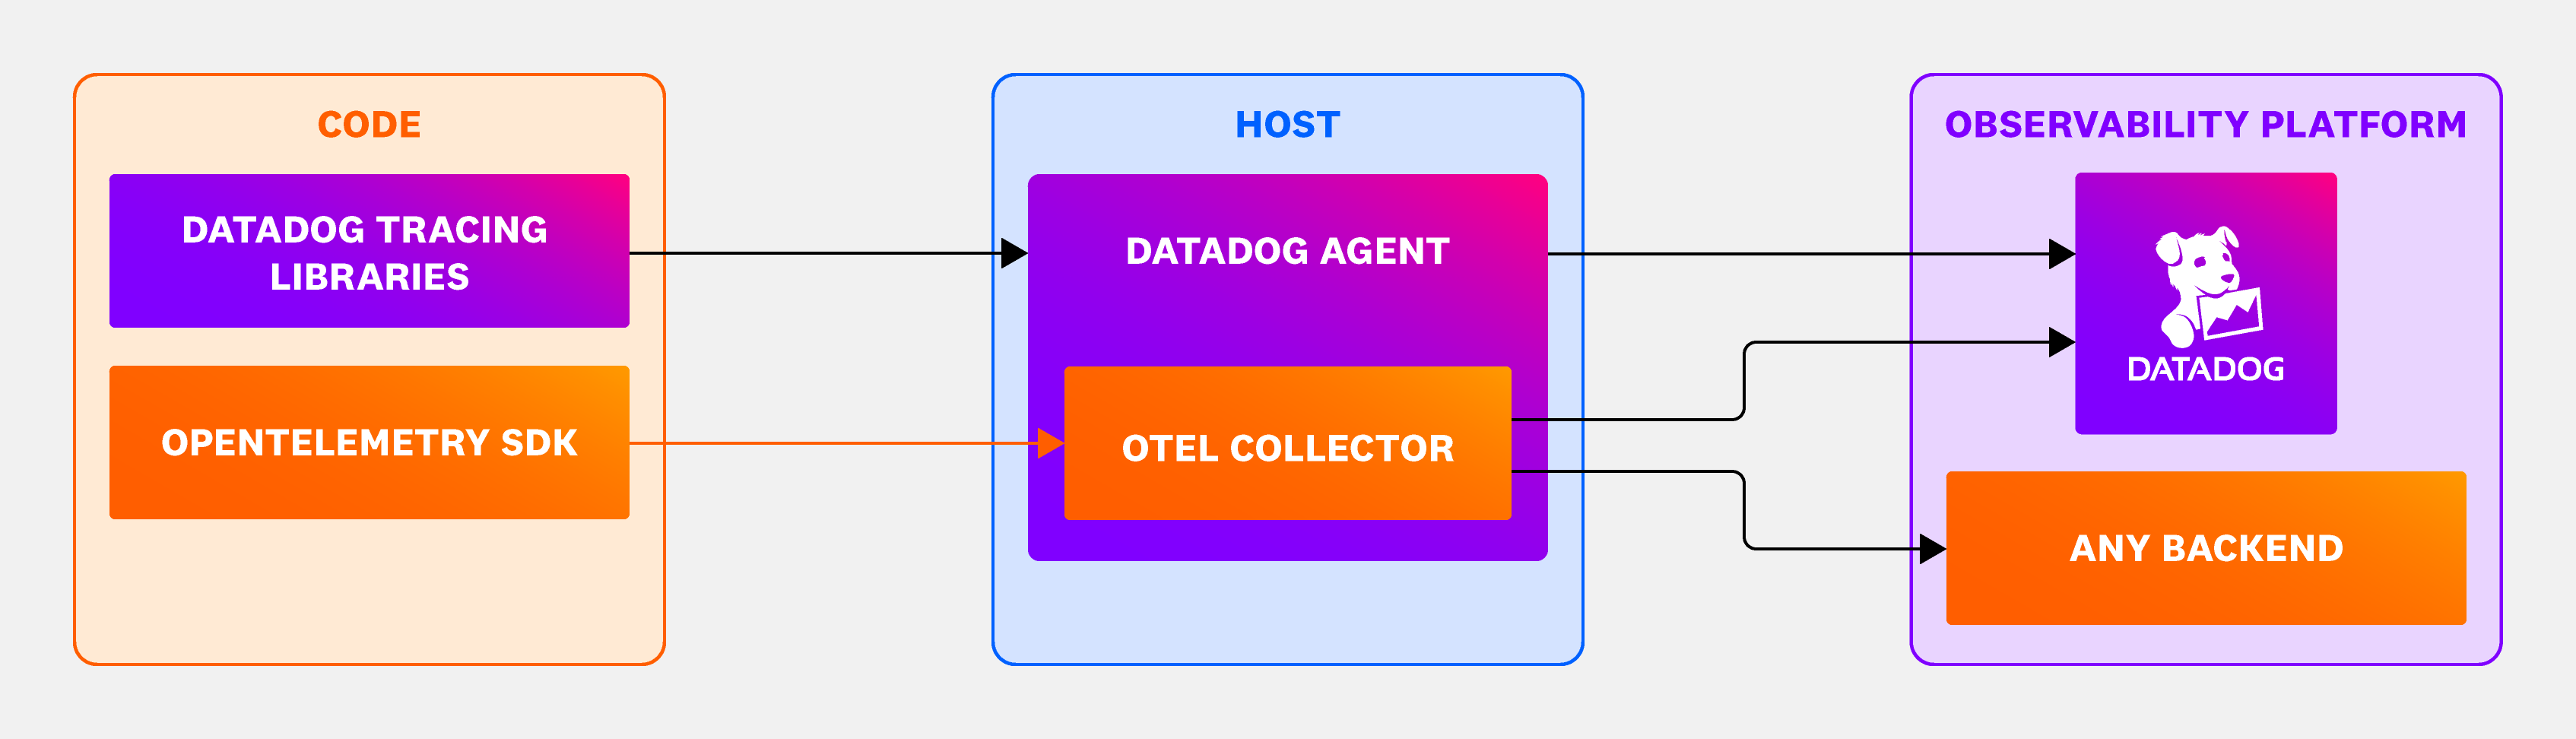 CODE
DATADOG TRACING
LIBRARIES
OPENTELEMETRY SDK
HOST
DATADOG AGENT
OTEL COLLECTOR
OBSERVABILITY PLATFORM
DATADOG
ANY BACKEND